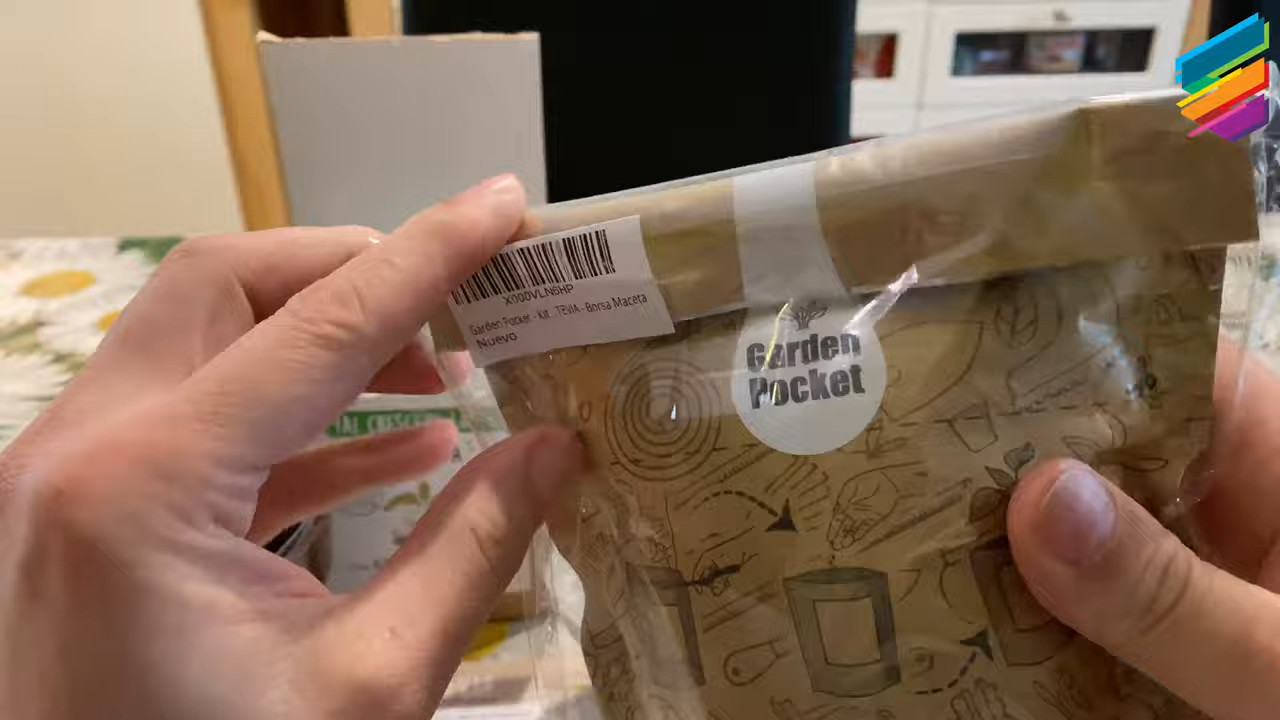 X000VLN6HP
Garden Pocket - Kit ...TEVIA - Borsa Maceta
Nuevo
Garden
Pocket